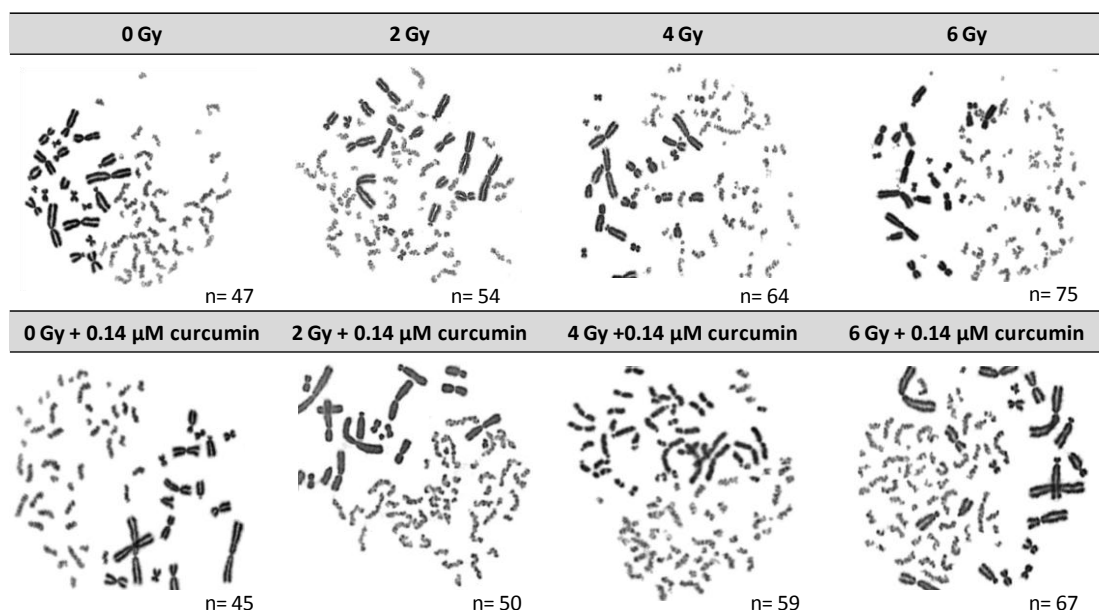 0 Gy 2 Gy 4 Gy 6 Gy
n= 47 n= 54 n= 64 n= 75
0 Gy + 0.14 µM curcumin 2 Gy + 0.14 µM curcumin 4 Gy +0.14 µM curcumin 6 Gy + 0.14 µM curcumin
n= 45 n= 50 n= 59 n= 67